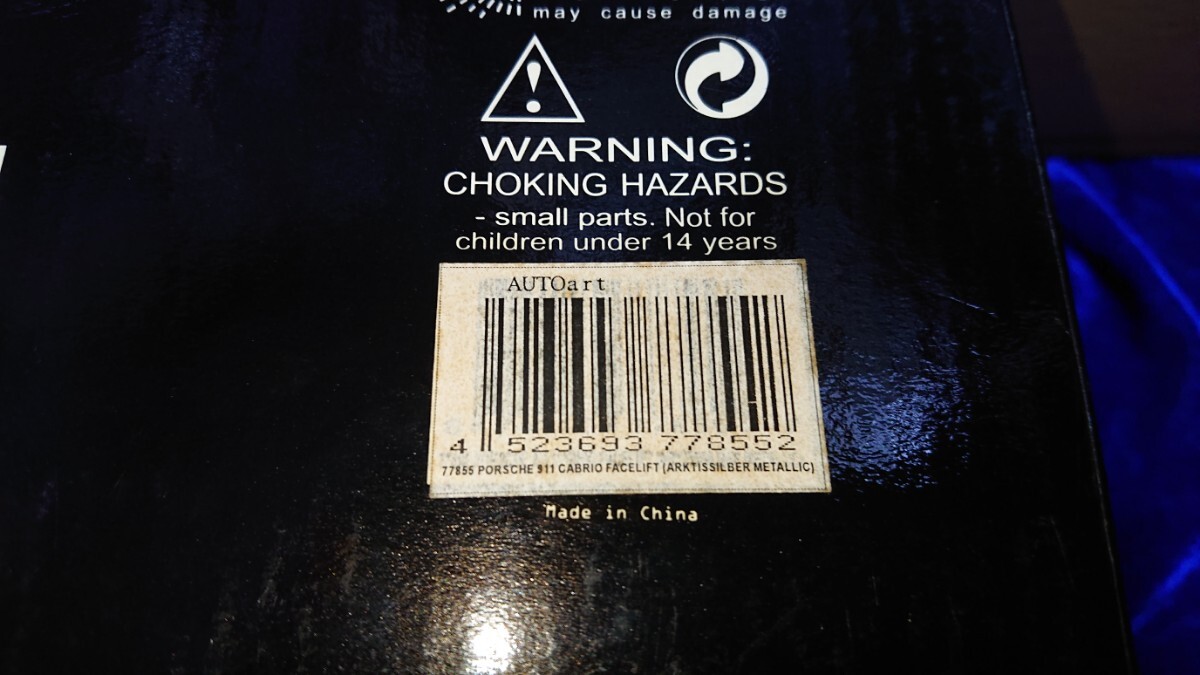 may cause damage
WARNING:
CHOKING HAZARDS
- small parts. Not for
children under 14 years
AUTOart
4 523693 778552
77855 PORSCHE 911 CABRIO FACELIFT (ARKTISSILBER METALLIC)
Made in China